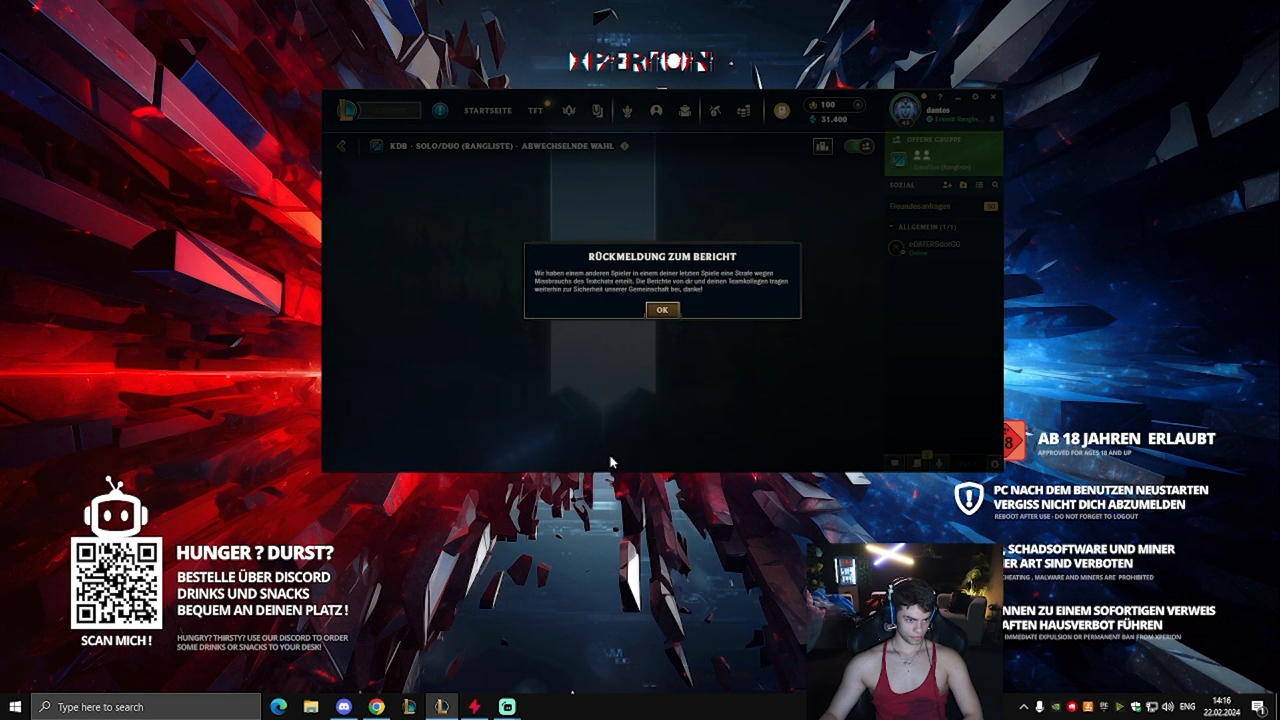 XPERION
STARTSEITE
TFT
100
31.400
dantes
KDB · SOLO/DUO (RANGLISTE) · ABWECHSELNDE WAHL
OFFENE GRUPPE
Solo/Duo (Rangliste)
SOZIAL
Freundesanfragen
ALLGEMEIN (1/1)
eDATERSdotGG
Online
RÜCKMELDUNG ZUM BERICHT
Wir haben einem anderen Spieler in einem deiner letzten Spiele eine Strafe wegen
Missbrauchs des Textchats erteilt. Die Berichte von dir und deinen Teamkollegen tragen
weiterhin zur Sicherheit unserer Gemeinschaft bei, danke!
OK
8
AB 18 JAHREN ERLAUBT
APPROVED FOR AGES 18 AND UP
PC NACH DEM BENUTZEN NEUSTARTEN
VERGISS NICHT DICH ABZUMELDEN
REBOOT AFTER USE - DO NOT FORGET TO LOGOUT
, SCHADSOFTWARE UND MINER
ER ART SIND VERBOTEN
CHEATING , MALWARE AND MINERS ARE PROHIBITED
NNEN ZU EINEM SOFORTIGEN VERWEIS
AFTEN HAUSVERBOT FÜHREN
IMMEDIATE EXPULSION OR PERMANENT BAN FROM XPERION
HUNGER ? DURST?
BESTELLE ÜBER DISCORD
DRINKS UND SNACKS
BEQUEM AN DEINEN PLATZ !
SCAN MICH !
HUNGRY? THIRSTY? USE OUR DISCORD TO ORDER
SOME DRINKS OR SNACKS TO YOUR DESK!
Type here to search
ENG
14:16
22.02.2024